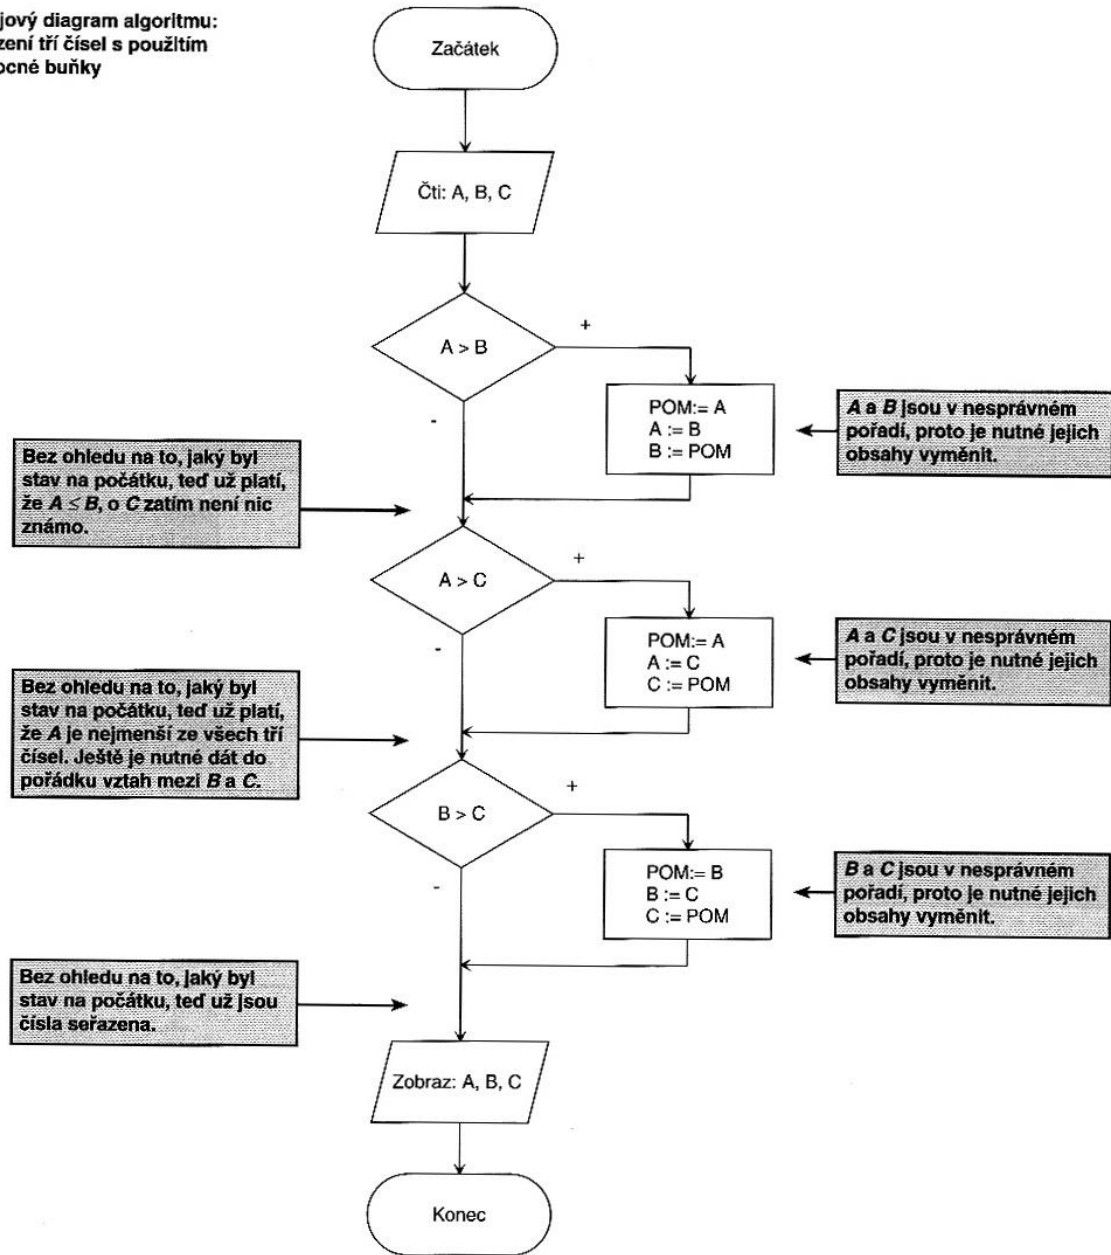 jový diagram algoritmu:
zení tří čísel s použitím
ocné buňky
Začátek
Čti: A, B, C
A > B
+
-
POM:= A
A := B
B := POM
A a B jsou v nesprávném
pořadí, proto je nutné jejich
obsahy vyměnit.
Bez ohledu na to, jaký byl
stav na počátku, teď už platí,
že A ≤ B, o C zatím není nic
známo.
A > C
+
-
POM:= A
A := C
C := POM
A a C jsou v nesprávném
pořadí, proto je nutné jejich
obsahy vyměnit.
Bez ohledu na to, jaký byl
stav na počátku, teď už platí,
že A je nejmenší ze všech tří
čísel. Ještě je nutné dát do
pořádku vztah mezi B a C.
B > C
+
-
POM:= B
B := C
C := POM
B a C jsou v nesprávném
pořadí, proto je nutné jejich
obsahy vyměnit.
Bez ohledu na to, jaký byl
stav na počátku, teď už jsou
čísla seřazena.
Zobraz: A, B, C
Konec